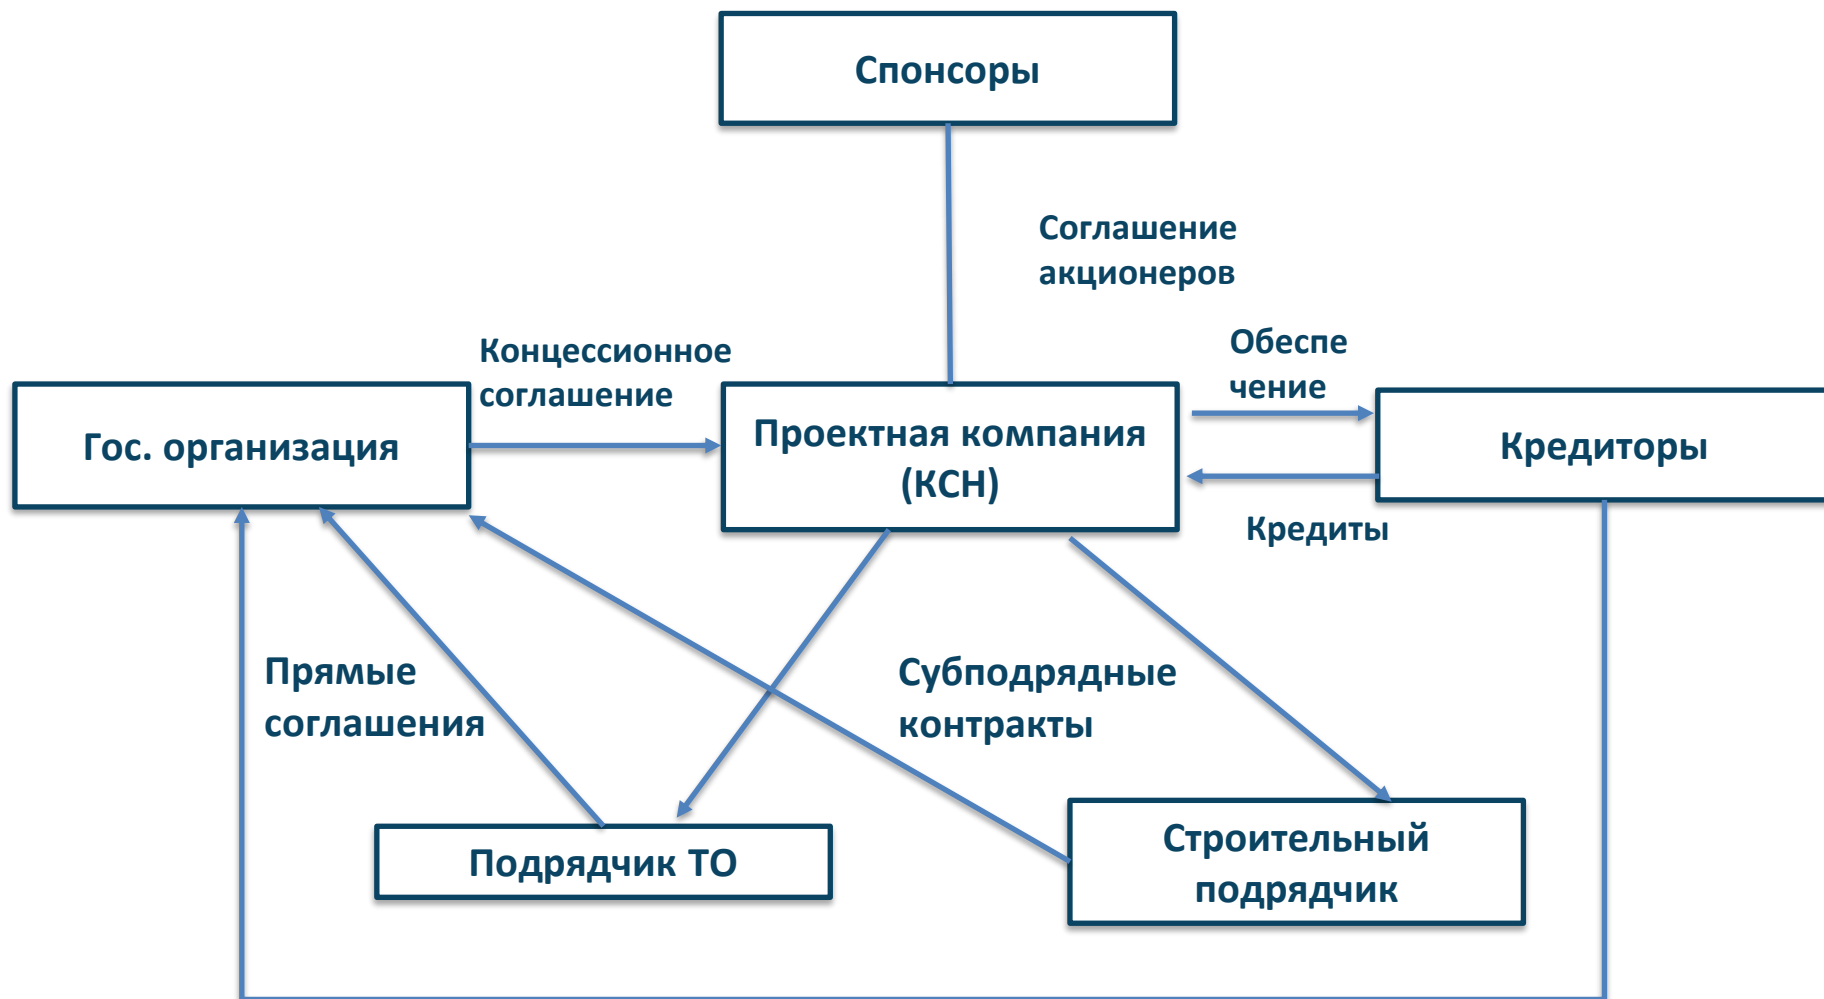 Спонсоры
Соглашение
акционеров
Концессионное
соглашение
Обеспе
чение
Гос. организация
Проектная компания
(КСН)
Кредиторы
Кредиты
Прямые
соглашения
Субподрядные
контракты
Подрядчик ТО
Строительный
подрядчик